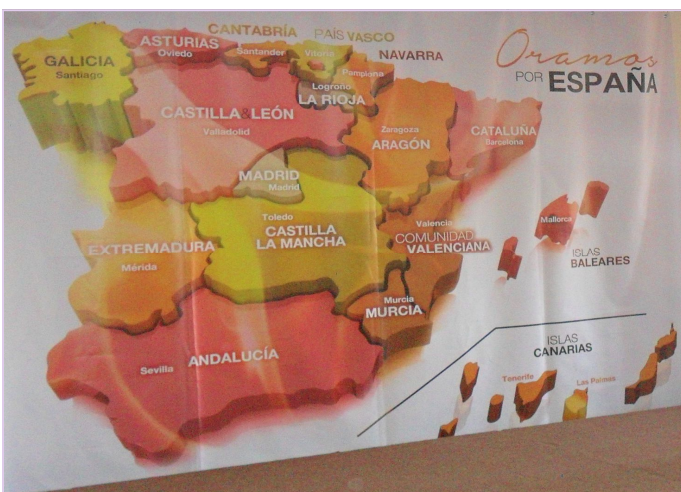 Oramos
POR ESPAÑA
CANTABRÍA
Santander
PAÍS VASCO
Vitoria
ASTURIAS
Oviedo
GALICIA
Santiago
NAVARRA
Pamplona
Logroño
LA RIOJA
CASTILLA&LEÓN
Valladolid
Zaragoza
ARAGÓN
CATALUÑA
Barcelona
MADRID
Madrid
Toledo
CASTILLA
LA MANCHA
EXTREMADURA
Mérida
Valencia
COMUNIDAD
VALENCIANA
Mallorca
ISLAS
BALEARES
Murcia
MURCIA
Sevilla
ANDALUCÍA
ISLAS
CANARIAS
Tenerife
Las Palmas